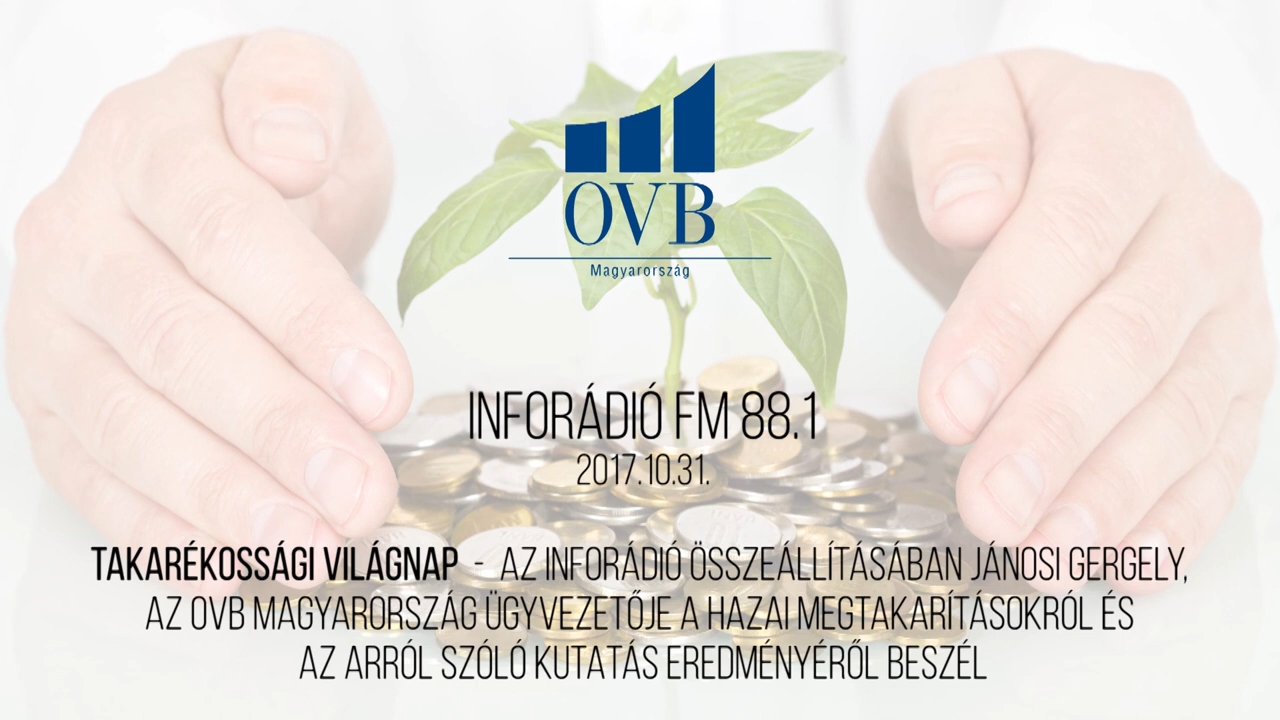 OVB
Magyarország
INFORÁDIÓ FM 88.1
2017.10.31.
TAKARÉKOSSÁGI VILÁGNAP - AZ INFORÁDIÓ ÖSSZEÁLLÍTÁSÁBAN JÁNOSI GERGELY,
AZ OVB MAGYARORSZÁG ÜGYVEZETŐJE A HAZAI MEGTAKARÍTÁSOKRÓL ÉS
AZ ARRÓL SZÓLÓ KUTATÁS EREDMÉNYÉRŐL BESZÉL